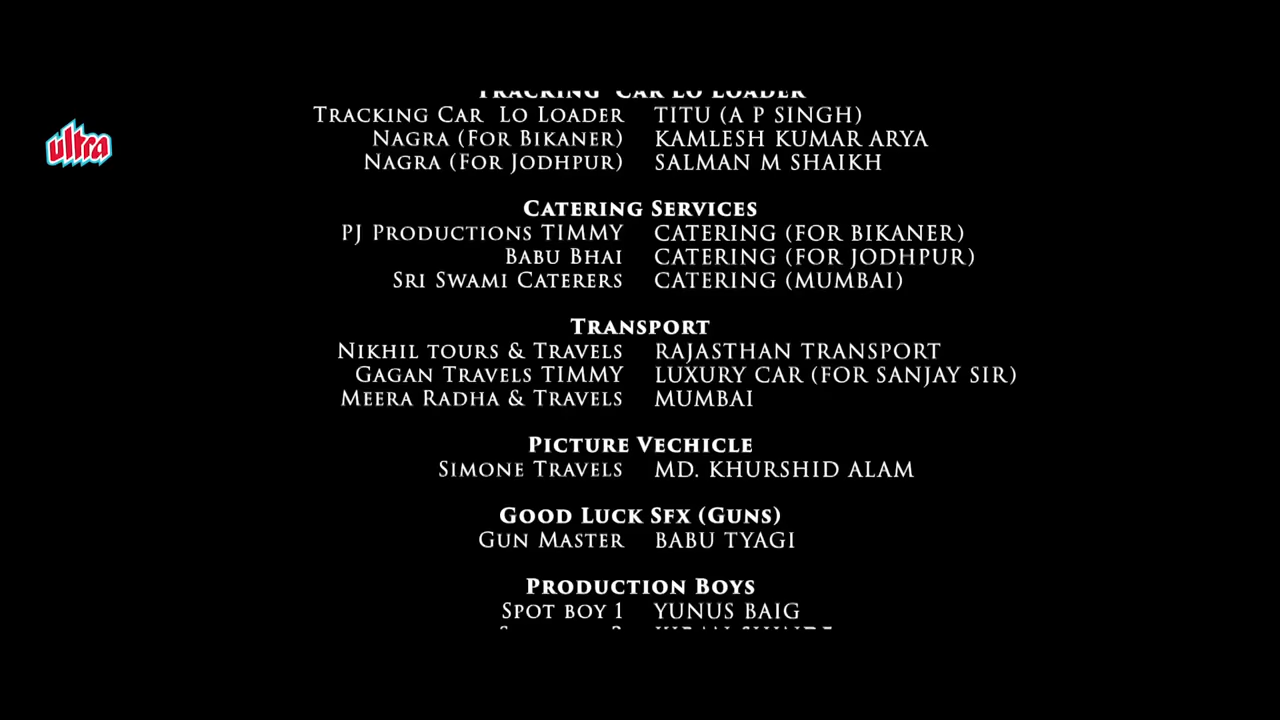 TRACKING CAR LO LOADER
TRACKING CAR LO LOADER TITU (A P SINGH)
ultra
NAGRA (FOR BIKANER) KAMLESH KUMAR ARYA
NAGRA (FOR JODHPUR) SALMAN M SHAIKH
CATERING SERVICES
PJ PRODUCTIONS TIMMY CATERING (FOR BIKANER)
BABU BHAI CATERING (FOR JODHPUR)
SRI SWAMI CATERERS CATERING (MUMBAI)
TRANSPORT
NIKHIL TOURS & TRAVELS RAJASTHAN TRANSPORT
GAGAN TRAVELS TIMMY LUXURY CAR (FOR SANJAY SIR)
MEERA RADHA & TRAVELS MUMBAI
PICTURE VECHICLE
SIMONE TRAVELS MD. KHURSHID ALAM
GOOD LUCK SFX (GUNS)
GUN MASTER BABU TYAGI
PRODUCTION BOYS
SPOT BOY 1 YUNUS BAIG